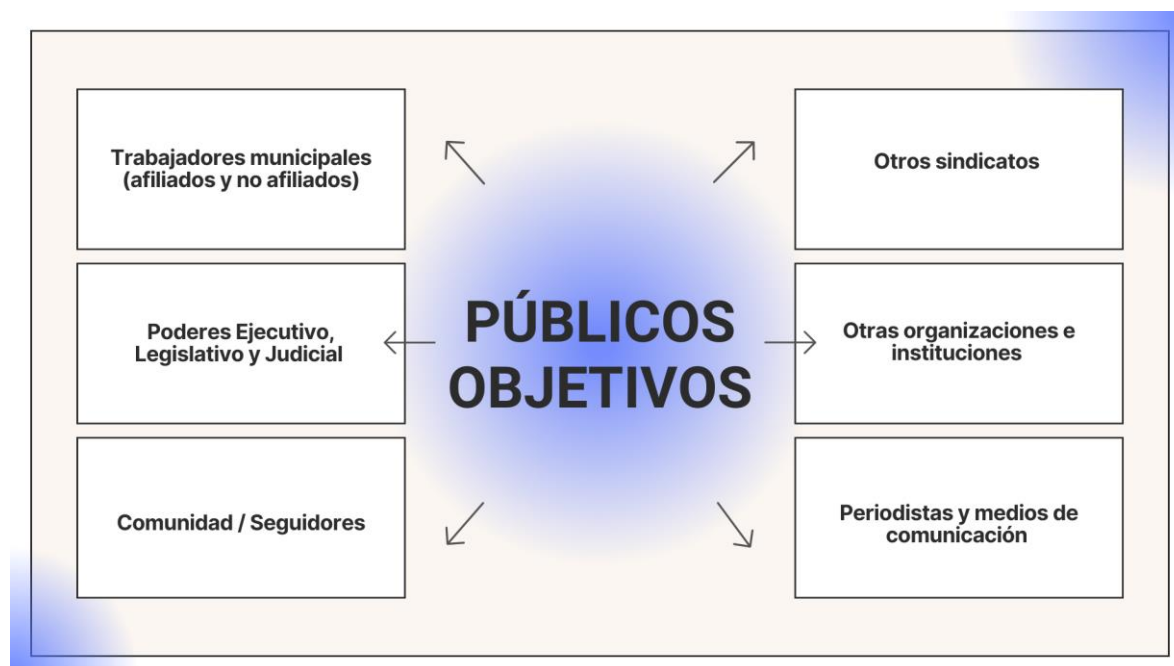 Trabajadores municipales
(afiliados y no afiliados)
Poderes Ejecutivo,
Legislativo y Judicial
Comunidad / Seguidores
PÚBLICOS
OBJETIVOS
Otros sindicatos
Otras organizaciones e
instituciones
Periodistas y medios de
comunicación